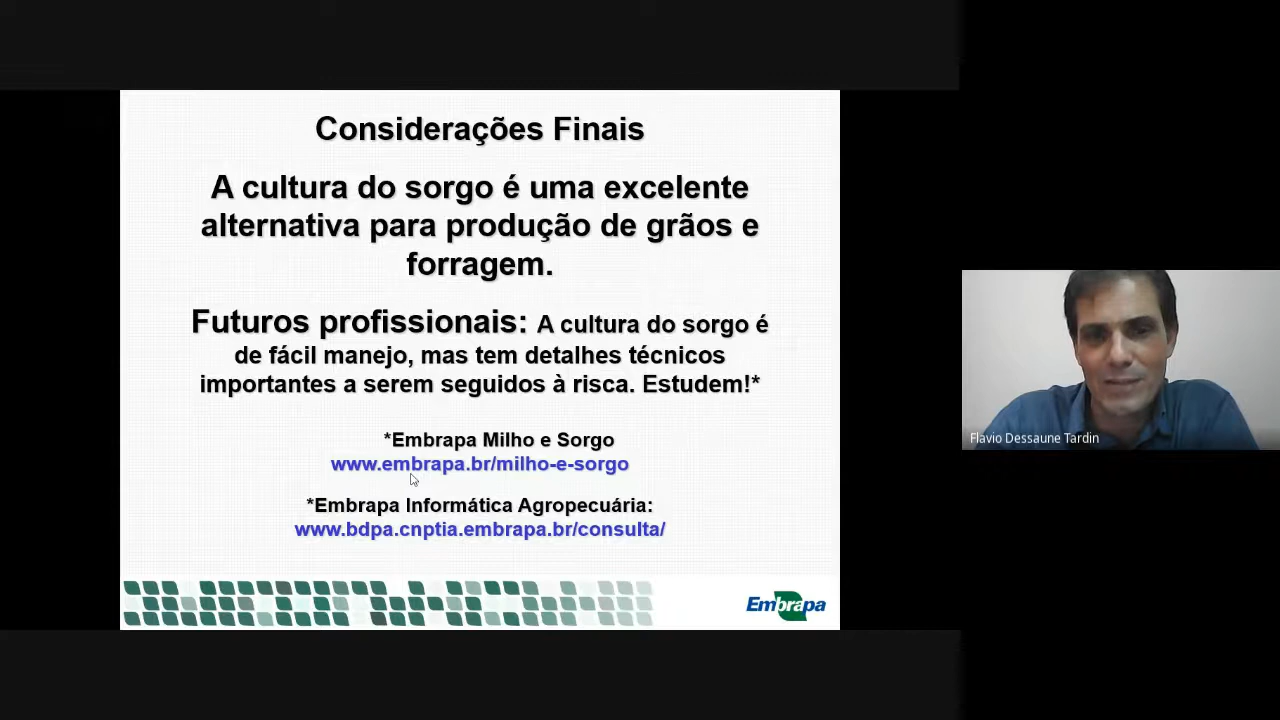 Considerações Finais
A cultura do sorgo é uma excelente
alternativa para produção de grãos e
forragem.
Futuros profissionais: A cultura do sorgo é
de fácil manejo, mas tem detalhes técnicos
importantes a serem seguidos à risca. Estudem!*
*Embrapa Milho e Sorgo
www.embrapa.br/milho-e-sorgo
*Embrapa Informática Agropecuária:
www.bdpa.cnptia.embrapa.br/consulta/
Embrapa
Flavio Dessaune Tardin